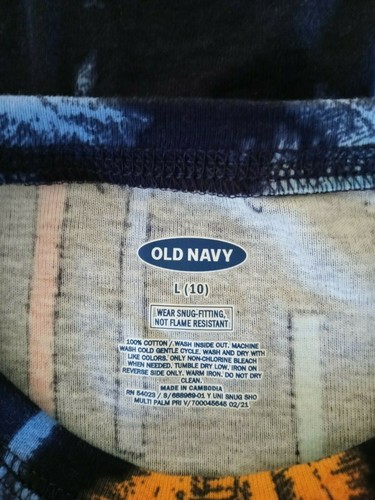 OLD NAVY
L (10)
WEAR SNUG-FITTING,
NOT FLAME RESISTANT.
100% COTTON / WASH INSIDE OUT. MACHINE
WASH COLD GENTLE CYCLE. WASH AND DRY WITH
LIKE COLORS. ONLY NON-CHLORINE BLEACH
WHEN NEEDED. TUMBLE DRY LOW. IRON ON
REVERSE SIDE ONLY. WARM IRON. DO NOT DRY
CLEAN.
MADE IN CAMBODIA
RN 54023 / S/688969-01 Y UNI SNUG SHO
MULTI PALM PRI V/700045645 02/21